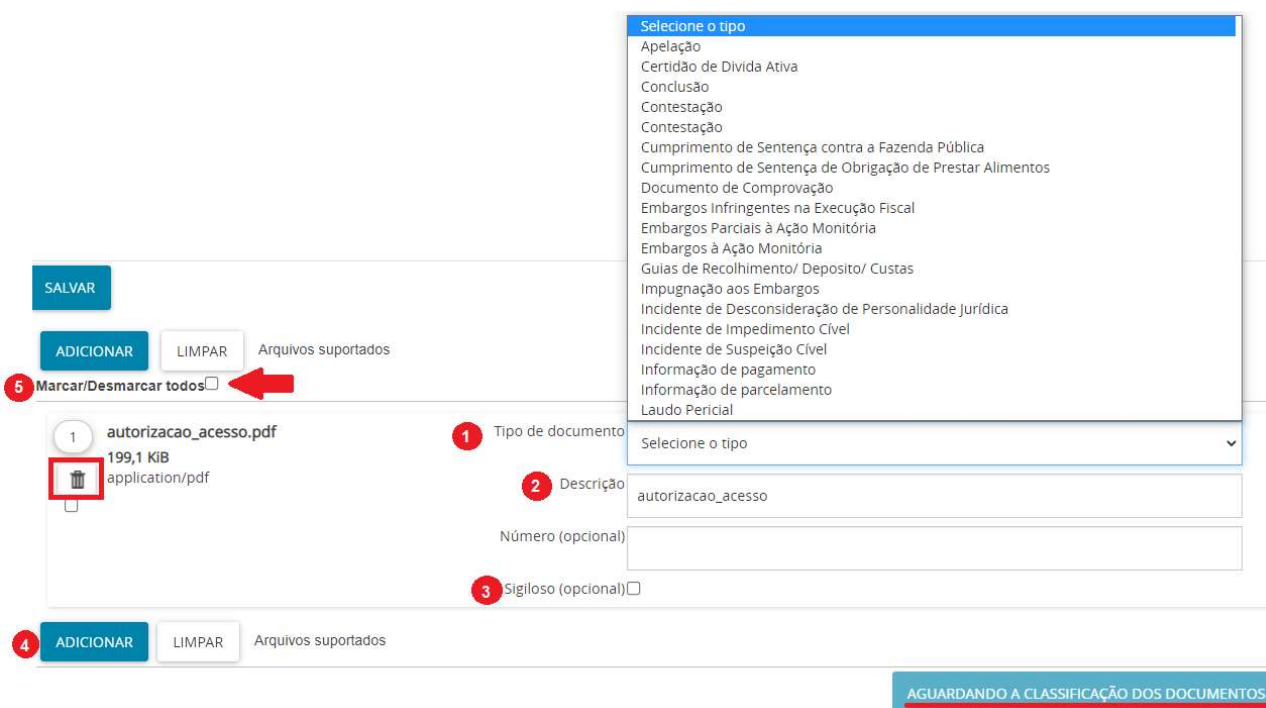 Selecione o tipo
Apelação
Certidão de Divida Ativa
Conclusão
Contestação
Contestação
Cumprimento de Sentença contra a Fazenda Pública
Cumprimento de Sentença de Obrigação de Prestar Alimentos
Documento de Comprovação
Embargos Infringentes na Execução Fiscal
Embargos Parciais à Ação Monitória
Embargos à Ação Monitória
Guias de Recolhimento/ Deposito/ Custas
Impugnação aos Embargos
Incidente de Desconsideração de Personalidade Jurídica
Incidente de Impedimento Cível
Incidente de Suspeição Cível
Informação de pagamento
Informação de parcelamento
Laudo Pericial
SALVAR
ADICIONAR LIMPAR Arquivos suportados
5 Marcar/Desmarcar todos
1 autorizacao_acesso.pdf
199,1 KiB
application/pdf
1 Tipo de documento Selecione o tipo
2 Descrição autorizacao_acesso
Número (opcional)
3 Sigiloso (opcional)
4 ADICIONAR LIMPAR Arquivos suportados
AGUARDANDO A CLASSIFICAÇÃO DOS DOCUMENTOS